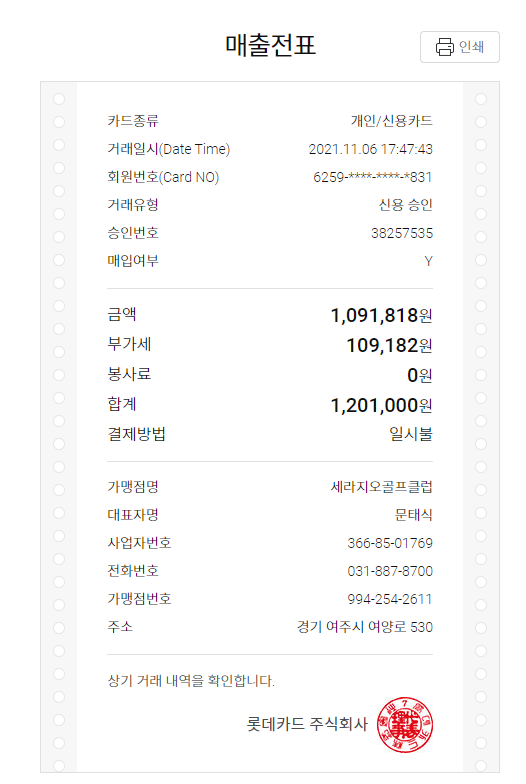 매출전표
인쇄
카드종류 개인/신용카드
거래일시(Date Time) 2021.11.06 17:47:43
회원번호(Card NO) 6259-****-****-*831
거래유형 신용 승인
승인번호 38257535
매입여부 Y
금액 1,091,818원
부가세 109,182원
봉사료 0원
합계 1,201,000원
결제방법 일시불
가맹점명 세라지오골프클럽
대표자명 문태식
사업자번호 366-85-01769
전화번호 031-887-8700
가맹점번호 994-254-2611
주소 경기 여주시 여양로 530
상기 거래 내역을 확인합니다.
롯데카드 주식회사